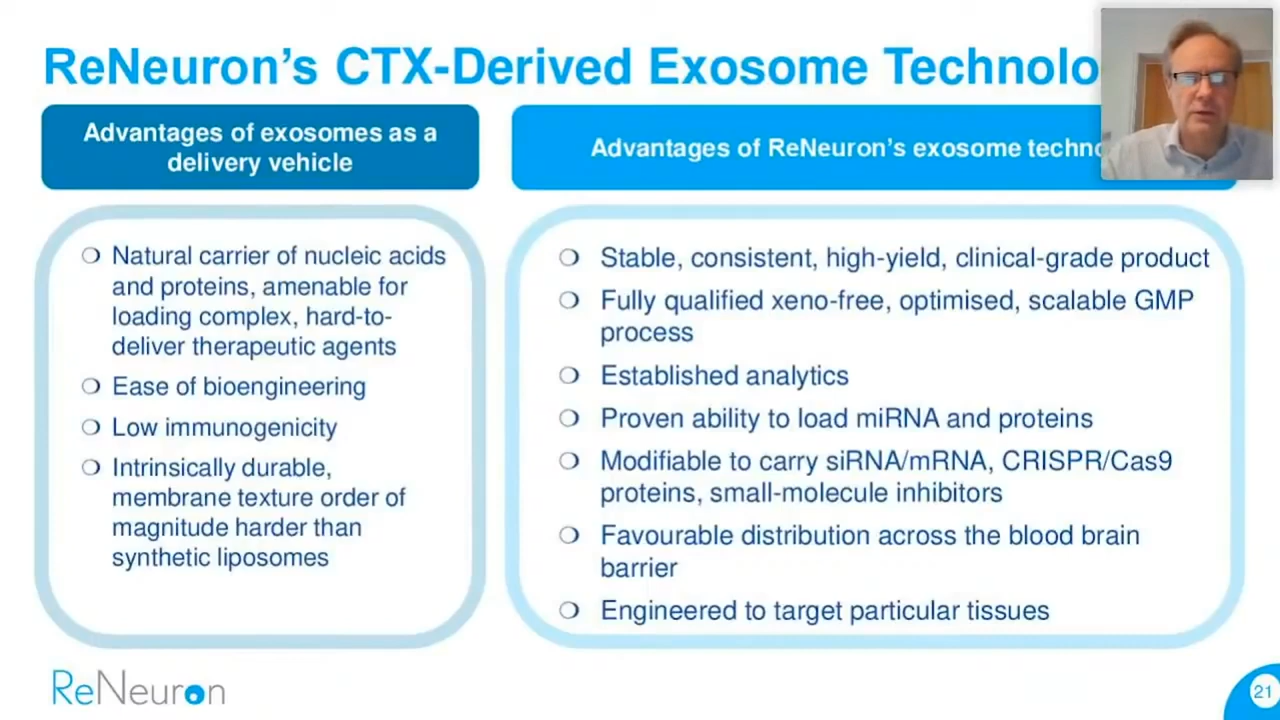 ReNeuron's CTX-Derived Exosome Technolo
Advantages of exosomes as a
delivery vehicle
Advantages of ReNeuron's exosome techno
❍ Natural carrier of nucleic acids
and proteins, amenable for
loading complex, hard-to-
deliver therapeutic agents
❍ Ease of bioengineering
❍ Low immunogenicity
❍ Intrinsically durable,
membrane texture order of
magnitude harder than
synthetic liposomes
❍ Stable, consistent, high-yield, clinical-grade product
❍ Fully qualified xeno-free, optimised, scalable GMP
process
❍ Established analytics
❍ Proven ability to load miRNA and proteins
❍ Modifiable to carry siRNA/mRNA, CRISPR/Cas9
proteins, small-molecule inhibitors
❍ Favourable distribution across the blood brain
barrier
❍ Engineered to target particular tissues
ReNeuron
21